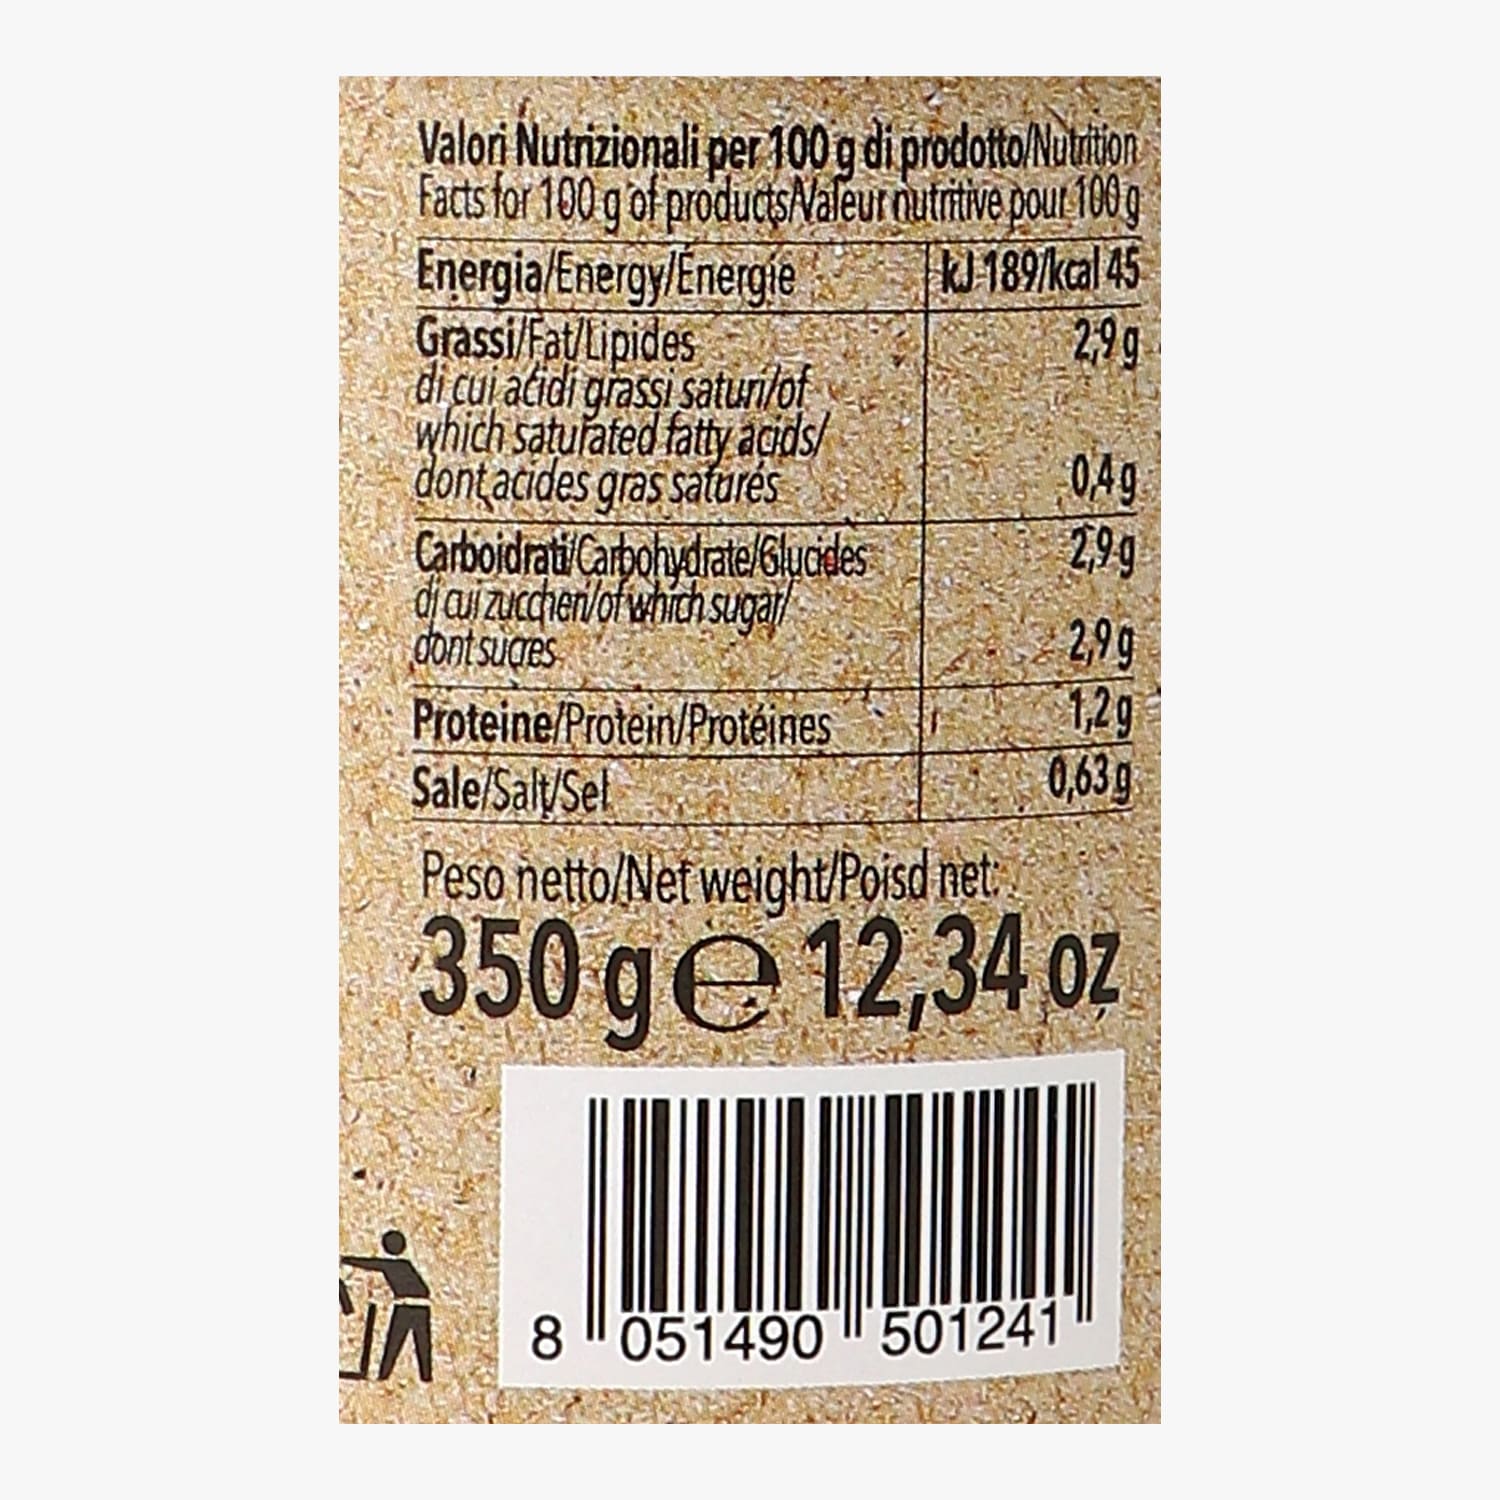 Valori Nutrizionali per 100 g di prodotto/Nutrition
Facts for 100 g of products/Valeur nutritive pour 100 g
Energia/Energy/Énergie kJ 189/kcal 45
Grassi/Fat/Lipides 2,9 g
di cui acidi grassi saturi/of
which saturated fatty acids/
dont acides gras saturés 0,4 g
Carboidrati/Carbohydrate/Glucides 2,9 g
di cui zuccheri/of which sugar/
dont sucres 2,9 g
Proteine/Protein/Protéines 1,2 g
Sale/Salt/Sel 0,63 g
Peso netto/Net weight/Poisd net:
350 g ℮ 12,34 oz
8 051490 501241